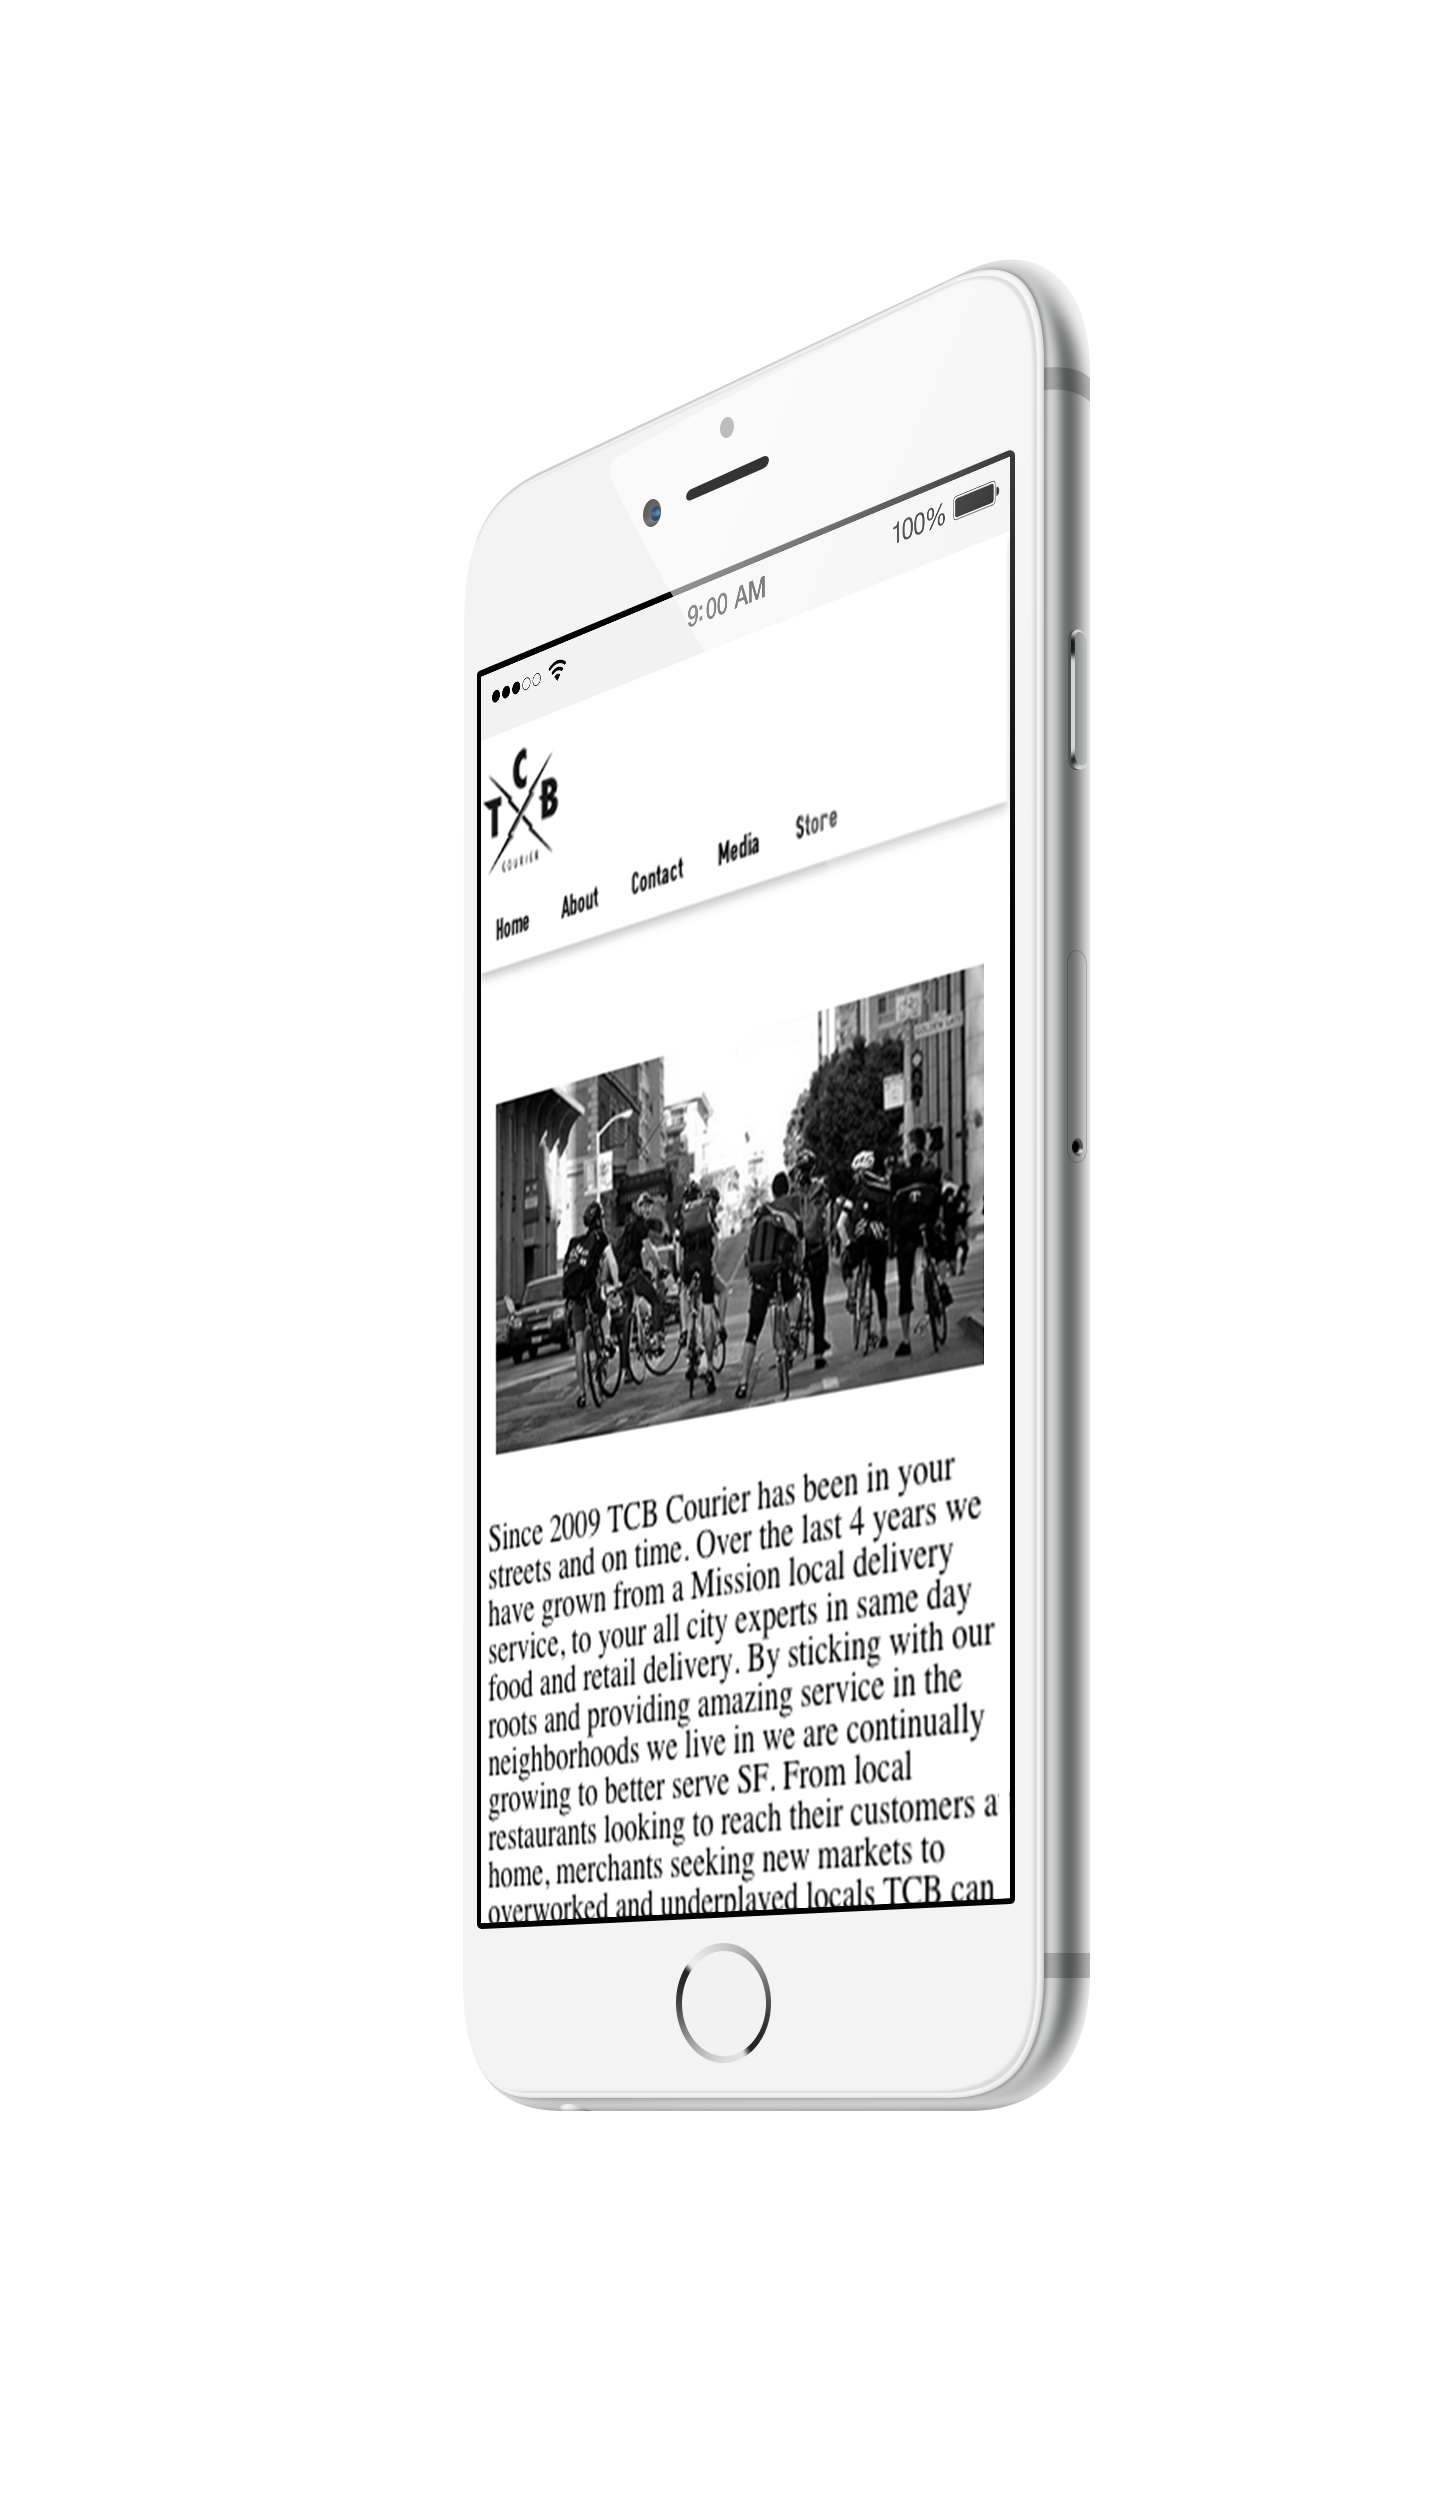 100%
9:00 AM
C
T B
COURIER
Home About Contact Media Store
GOLDEN GATE
Since 2009 TCB Courier has been in your
streets and on time. Over the last 4 years we
have grown from a Mission local delivery
service, to your all city experts in same day
food and retail delivery. By sticking with our
roots and providing amazing service in the
neighborhoods we live in we are continually
growing to better serve SF. From local
restaurants looking to reach their customers a
home, merchants seeking new markets to
overworked and underplayed locals TCB can